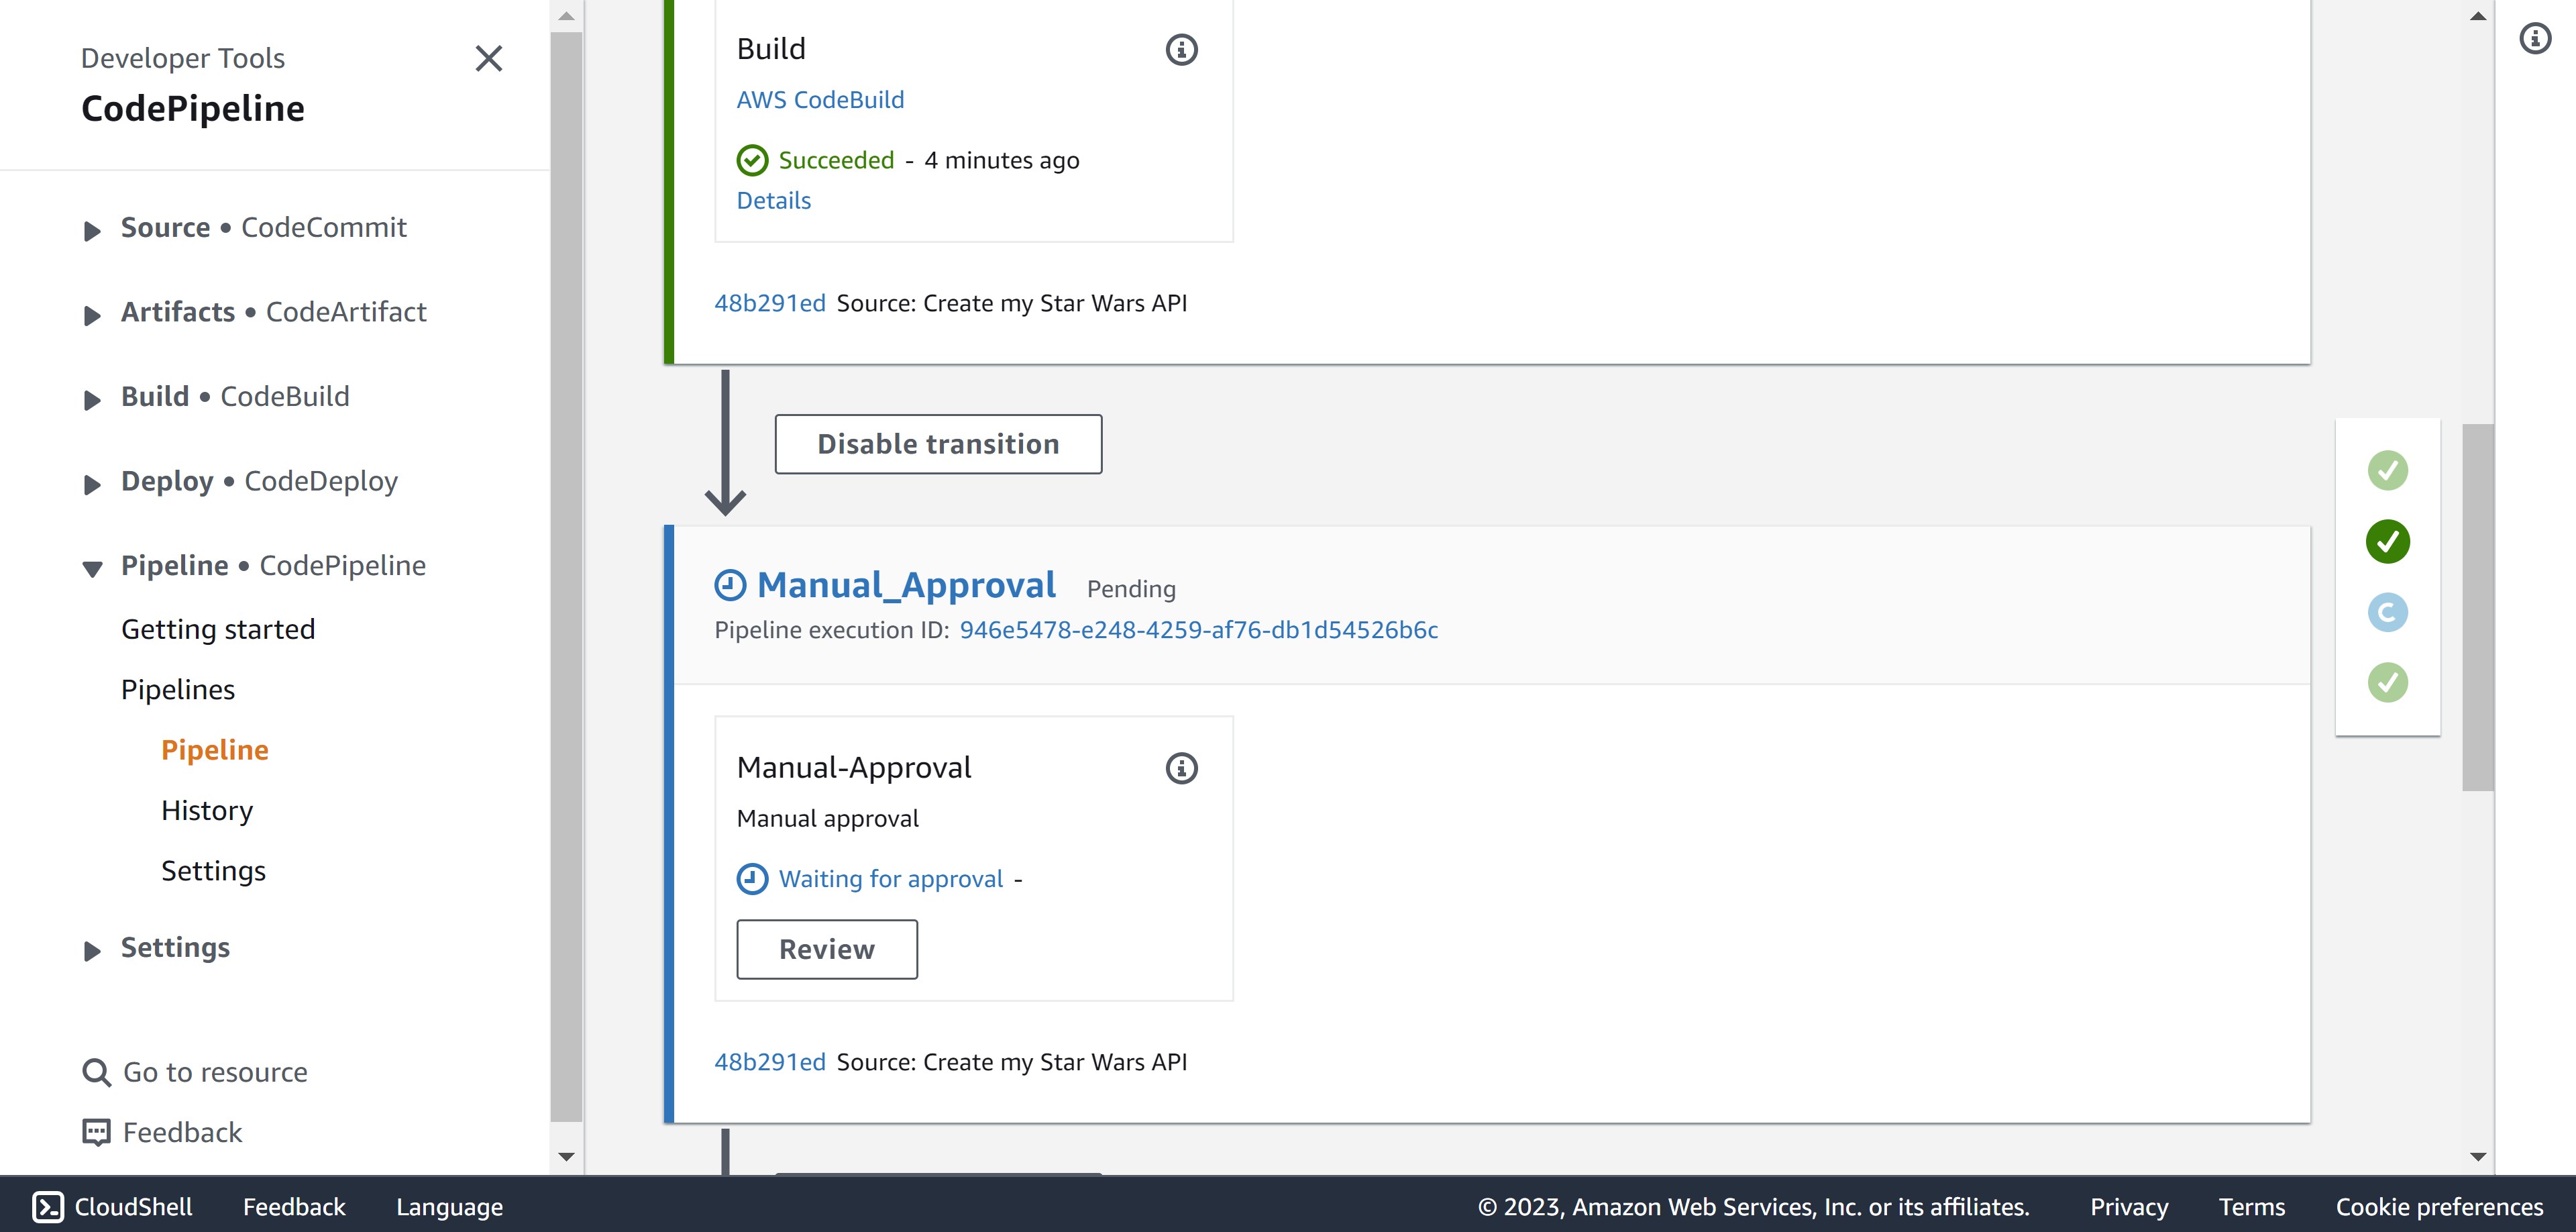 Developer Tools
CodePipeline
Source • CodeCommit
Artifacts • CodeArtifact
Build • CodeBuild
Deploy • CodeDeploy
Pipeline • CodePipeline
Getting started
Pipelines
Pipeline
History
Settings
Settings
Go to resource
Feedback
Build
AWS CodeBuild
Succeeded - 4 minutes ago
Details
48b291ed Source: Create my Star Wars API
Disable transition
Manual_Approval Pending
Pipeline execution ID: 946e5478-e248-4259-af76-db1d54526b6c
Manual-Approval
Manual approval
Waiting for approval -
Review
48b291ed Source: Create my Star Wars API
CloudShell Feedback Language © 2023, Amazon Web Services, Inc. or its affiliates. Privacy Terms Cookie preferences